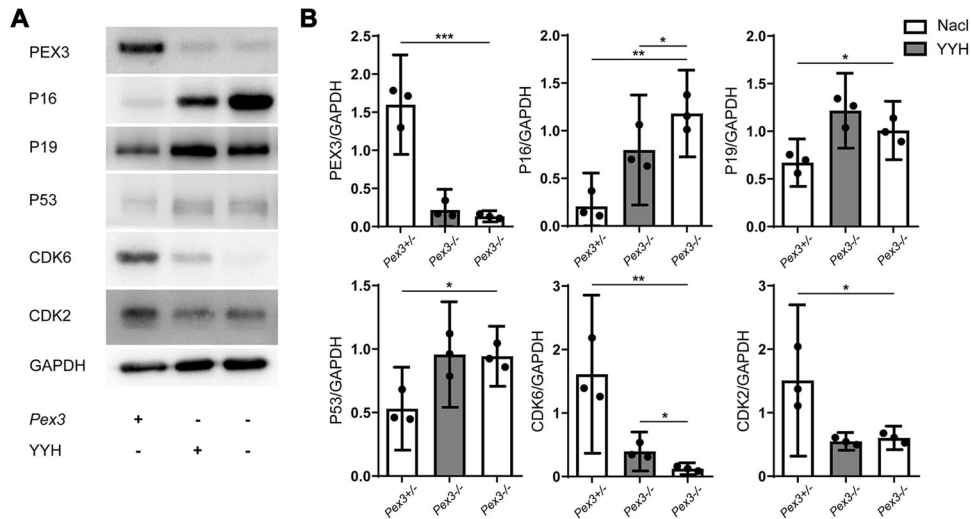 A
PEX3
P16
P19
P53
CDK6
CDK2
GAPDH
Pex3 + - -
YYH - + -
B
Nacl
YYH
PEX3/GAPDH
2.5
2.0
1.5
1.0
0.5
0.0
***
Pex3+/- Pex3-/- Pex3-/-
P16/GAPDH
2.0
1.5
1.0
0.5
0.0
*
**
Pex3+/- Pex3-/- Pex3-/-
P19/GAPDH
2.0
1.5
1.0
0.5
0.0
*
Pex3+/- Pex3-/- Pex3-/-
P53/GAPDH
1.5
1.0
0.5
0.0
*
Pex3+/- Pex3-/- Pex3-/-
CDK6/GAPDH
3
2
1
0
**
*
Pex3+/- Pex3-/- Pex3-/-
CDK2/GAPDH
3
2
1
0
*
Pex3+/- Pex3-/- Pex3-/-